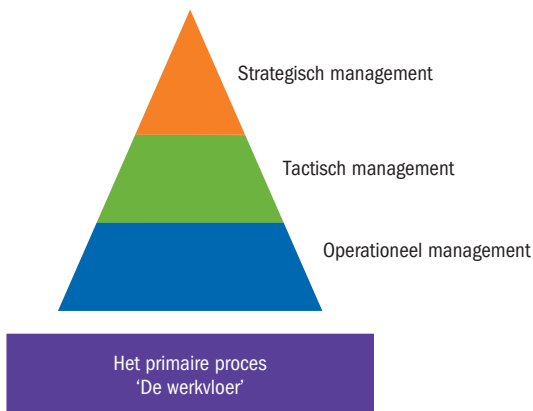 Strategisch management
Tactisch management
Operationeel management
Het primaire proces
‘De werkvloer’